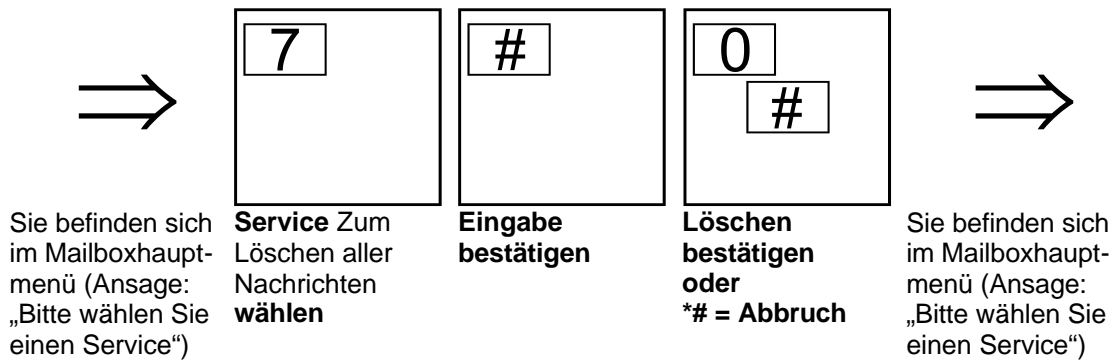 7
#
0
#
Sie befinden sich
im Mailboxhaupt-
menü (Ansage:
„Bitte wählen Sie
einen Service“)
Service Zum
Löschen aller
Nachrichten
wählen
Eingabe
bestätigen
Löschen
bestätigen
oder
*# = Abbruch
Sie befinden sich
im Mailboxhaupt-
menü (Ansage:
„Bitte wählen Sie
einen Service“)